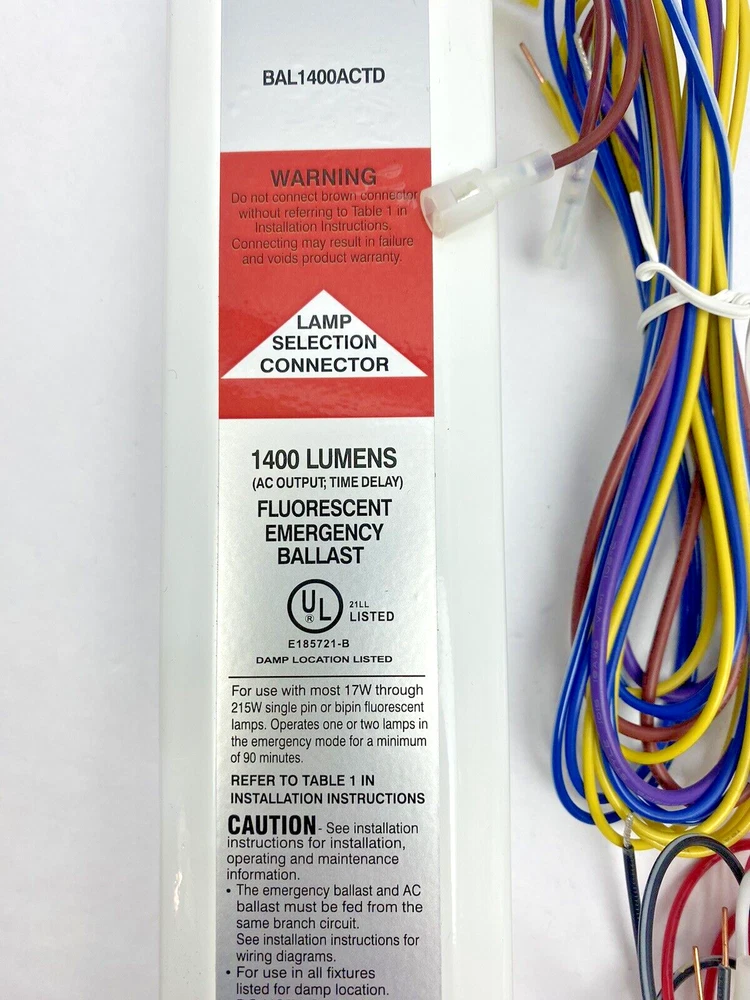 BAL1400ACTD
WARNING
Do not connect brown connector
without referring to Table 1 in
Installation Instructions.
Connecting may result in failure
and voids product warranty.
LAMP
SELECTION
CONNECTOR
1400 LUMENS
(AC OUTPUT; TIME DELAY)
FLUORESCENT
EMERGENCY
BALLAST
UL
®
21LL
LISTED
E185721-B
DAMP LOCATION LISTED
For use with most 17W through
215W single pin or bipin fluorescent
lamps. Operates one or two lamps in
the emergency mode for a minimum
of 90 minutes.
REFER TO TABLE 1 IN
INSTALLATION INSTRUCTIONS
CAUTION - See installation
instructions for installation,
operating and maintenance
information.
• The emergency ballast and AC
ballast must be fed from the
same branch circuit.
See installation instructions for
wiring diagrams.
• For use in all fixtures
listed for damp location.